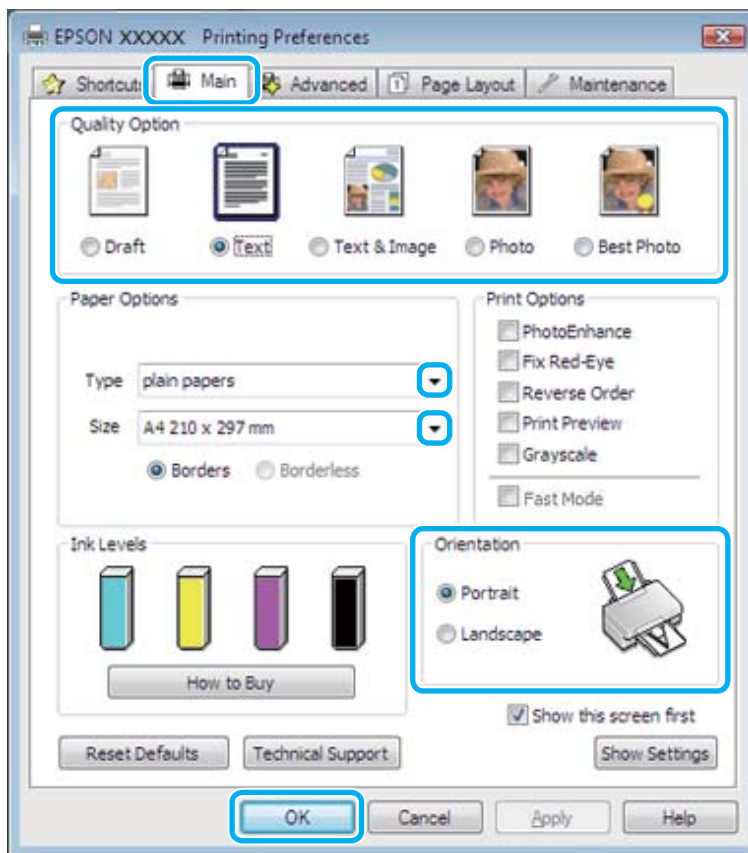 EPSON XXXXX Printing Preferences
Shortcuts Main Advanced Page Layout Maintenance
Quality Option
Draft Text Text & Image Photo Best Photo
Paper Options
Type plain papers
Size A4 210 x 297 mm
Borders Borderless
Print Options
PhotoEnhance
Fix Red-Eye
Reverse Order
Print Preview
Grayscale
Fast Mode
Ink Levels
How to Buy
Orientation
Portrait
Landscape
Show this screen first
Reset Defaults Technical Support Show Settings
OK Cancel Apply Help